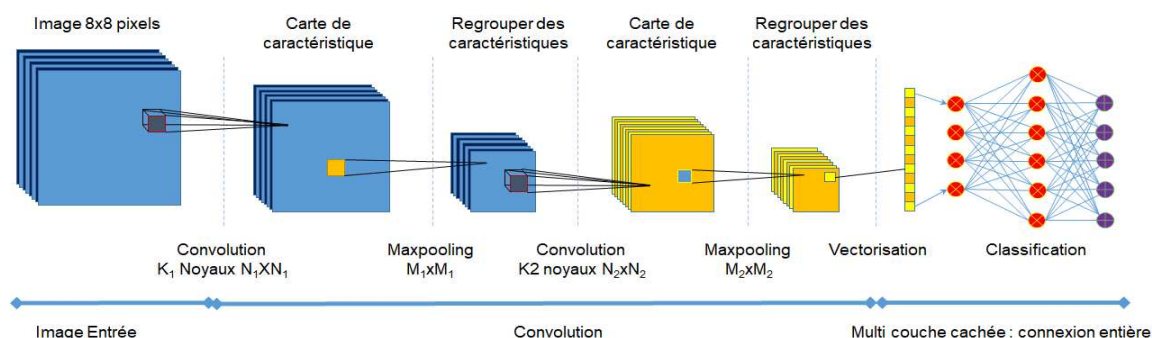 Image 8x8 pixels
Carte de
caractéristique
Regrouper des
caractéristiques
Carte de
caractéristique
Regrouper des
caractéristiques
Convolution
K₁ Noyaux N₁XN₁
Maxpooling
M₁xM₁
Convolution
K2 noyaux N₂xN₂
Maxpooling
M₂xM₂
Vectorisation
Classification
Image Entrée
Convolution
Multi couche cachée : connexion entière